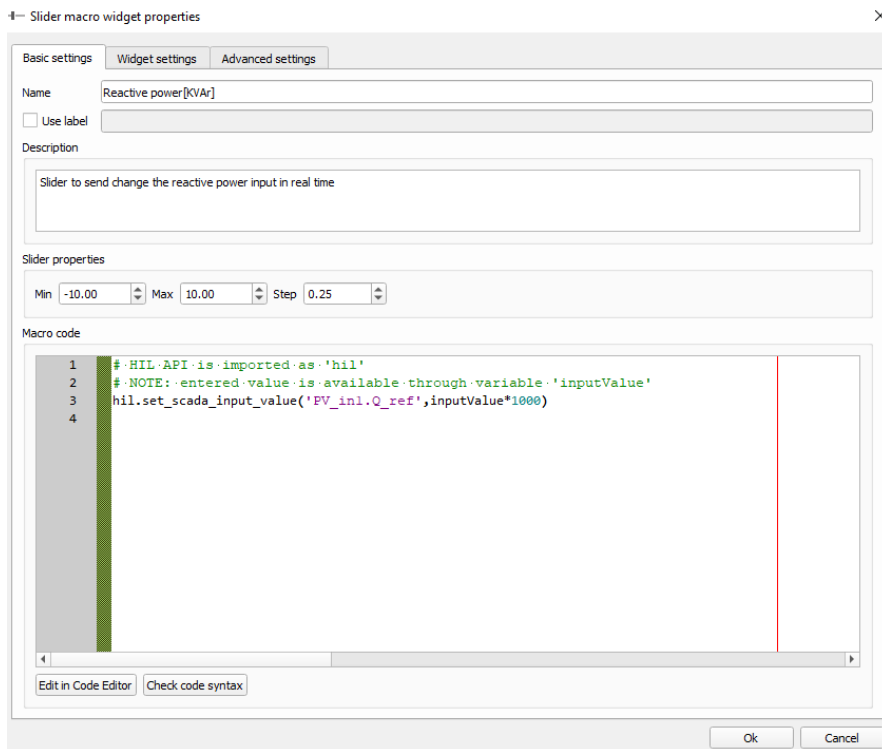 Slider macro widget properties
Basic settings Widget settings Advanced settings
Name Reactive power[KVAr]
Use label
Description
Slider to send change the reactive power input in real time
Slider properties
Min -10.00 Max 10.00 Step 0.25
Macro code
1 #·HIL·API·is·imported·as·'hil'
2 #·NOTE:·entered·value·is·available·through·variable·'inputValue'
3 hil.set_scada_input_value('PV_in1.Q_ref',inputValue*1000)
4
Edit in Code Editor Check code syntax
Ok Cancel